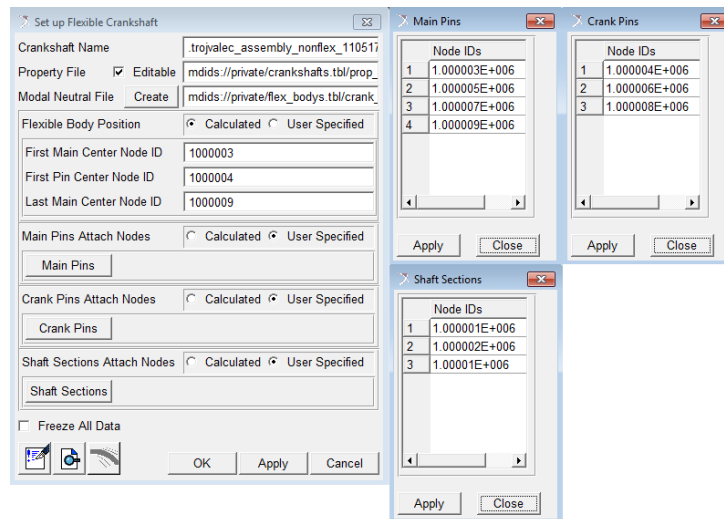 Set up Flexible Crankshaft
Crankshaft Name .trojvalec_assembly_nonflex_110517
Property File Editable mdids://private/crankshafts.tbl/prop_
Modal Neutral File Create mdids://private/flex_bodys.tbl/crank_
Flexible Body Position Calculated User Specified
First Main Center Node ID 1000003
First Pin Center Node ID 1000004
Last Main Center Node ID 1000009
Main Pins Attach Nodes Calculated User Specified
Main Pins
Crank Pins Attach Nodes Calculated User Specified
Crank Pins
Shaft Sections Attach Nodes Calculated User Specified
Shaft Sections
Freeze All Data
OK Apply Cancel
Main Pins
Node IDs
1 1.000003E+006
2 1.000005E+006
3 1.000007E+006
4 1.000009E+006
Apply Close
Crank Pins
Node IDs
1 1.000004E+006
2 1.000006E+006
3 1.000008E+006
Apply Close
Shaft Sections
Node IDs
1 1.000001E+006
2 1.000002E+006
3 1.00001E+006
Apply Close